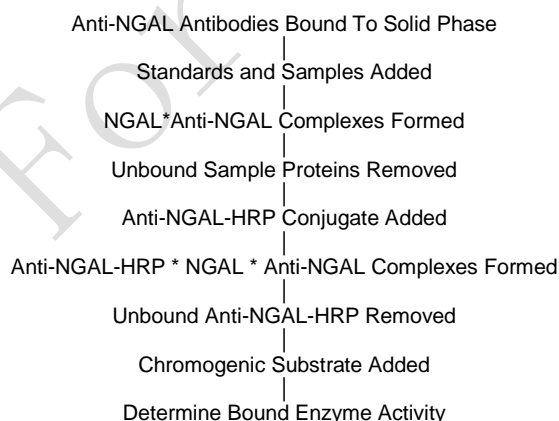 Anti-NGAL Antibodies Bound To Solid Phase
Standards and Samples Added
NGAL*Anti-NGAL Complexes Formed
Unbound Sample Proteins Removed
Anti-NGAL-HRP Conjugate Added
Anti-NGAL-HRP * NGAL * Anti-NGAL Complexes Formed
Unbound Anti-NGAL-HRP Removed
Chromogenic Substrate Added
Determine Bound Enzyme Activity
For